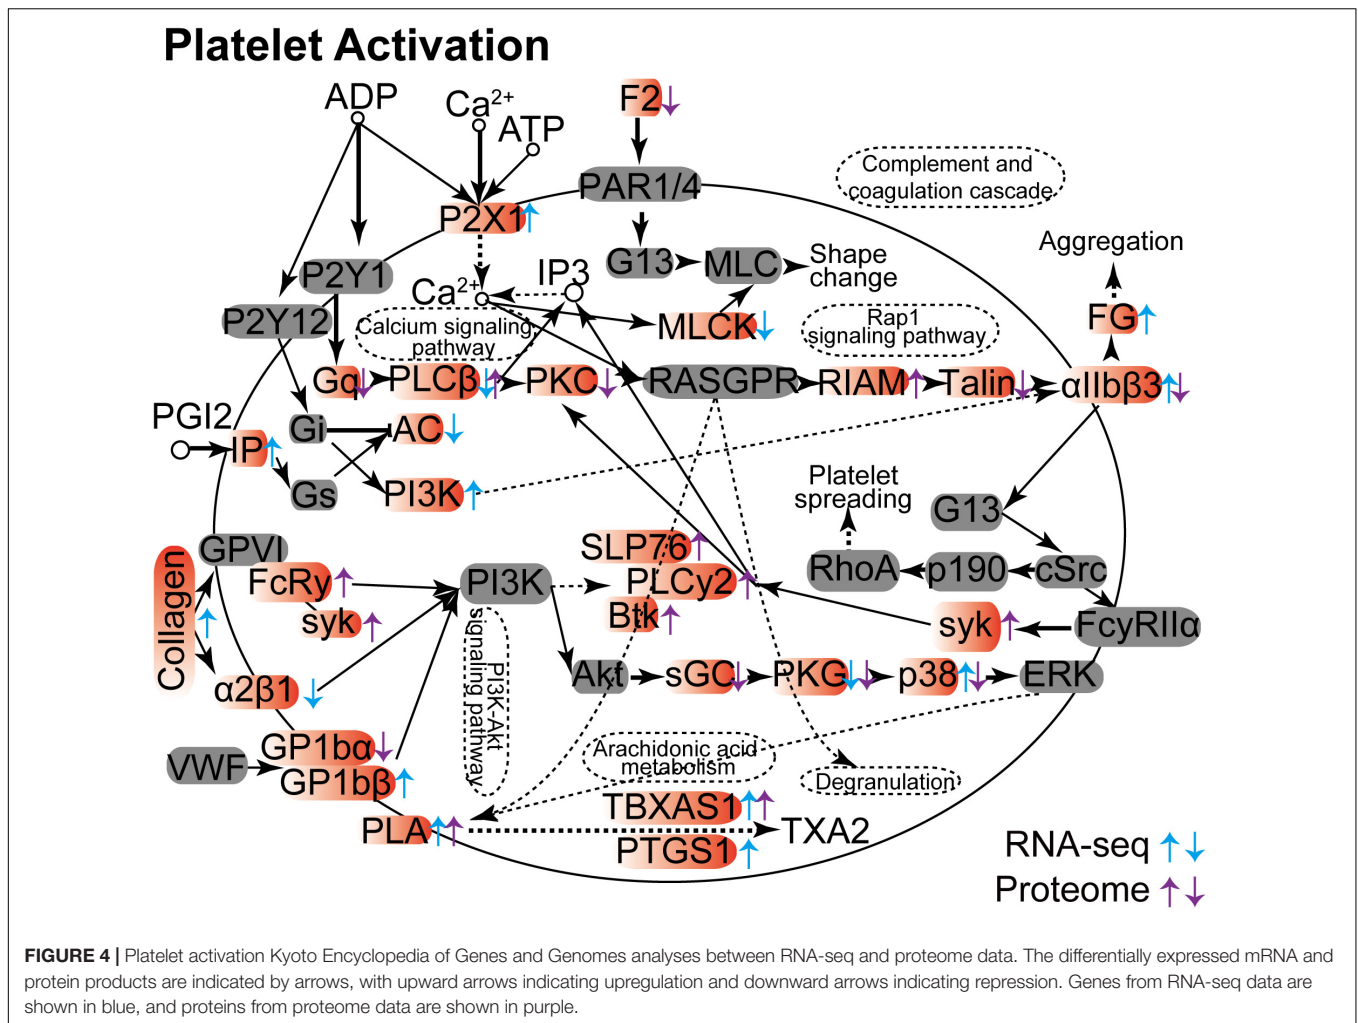 Platelet Activation
ADP
Ca2+
ATP
F2
PAR1/4
Complement and
coagulation cascade
P2X1
G13
MLC
Shape
change
Aggregation
P2Y1
IP3
Ca2+
P2Y12
Calcium signaling
pathway
MLCK
Rap1
signaling pathway
FG
Gq
PLCβ
PKC
RASGPR
RIAM
Talin
αIIbβ3
PGI2
IP
Gi
AC
Gs
PI3K
Platelet
spreading
G13
GPVI
SLP76
Collagen
FcRy
syk
PI3K
PLCy2
Btk
RhoA
p190
cSrc
syk
FcyRIIα
α2β1
PI3K-Akt
signaling pathway
Akt
sGC
PKG
p38
ERK
VWF
GP1bα
GP1bβ
Arachidonic acid
metabolism
Degranulation
PLA
TBXAS1
TXA2
PTGS1
RNA-seq ↑↓
Proteome ↑↓
FIGURE 4 | Platelet activation Kyoto Encyclopedia of Genes and Genomes analyses between RNA-seq and proteome data. The differentially expressed mRNA and
protein products are indicated by arrows, with upward arrows indicating upregulation and downward arrows indicating repression. Genes from RNA-seq data are
shown in blue, and proteins from proteome data are shown in purple.